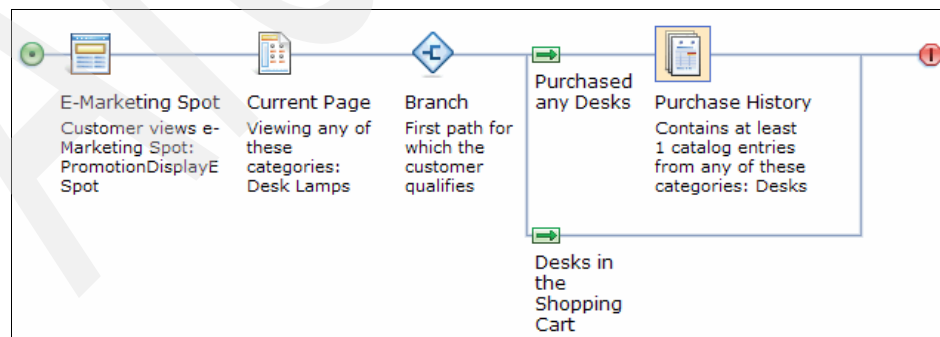 E-Marketing Spot
Customer views e-
Marketing Spot:
PromotionDisplayE
Spot
Current Page
Viewing any of
these
categories:
Desk Lamps
Branch
First path for
which the
customer
qualifies
Purchased
any Desks
Purchase History
Contains at least
1 catalog entries
from any of these
categories: Desks
Desks in
the
Shopping
Cart